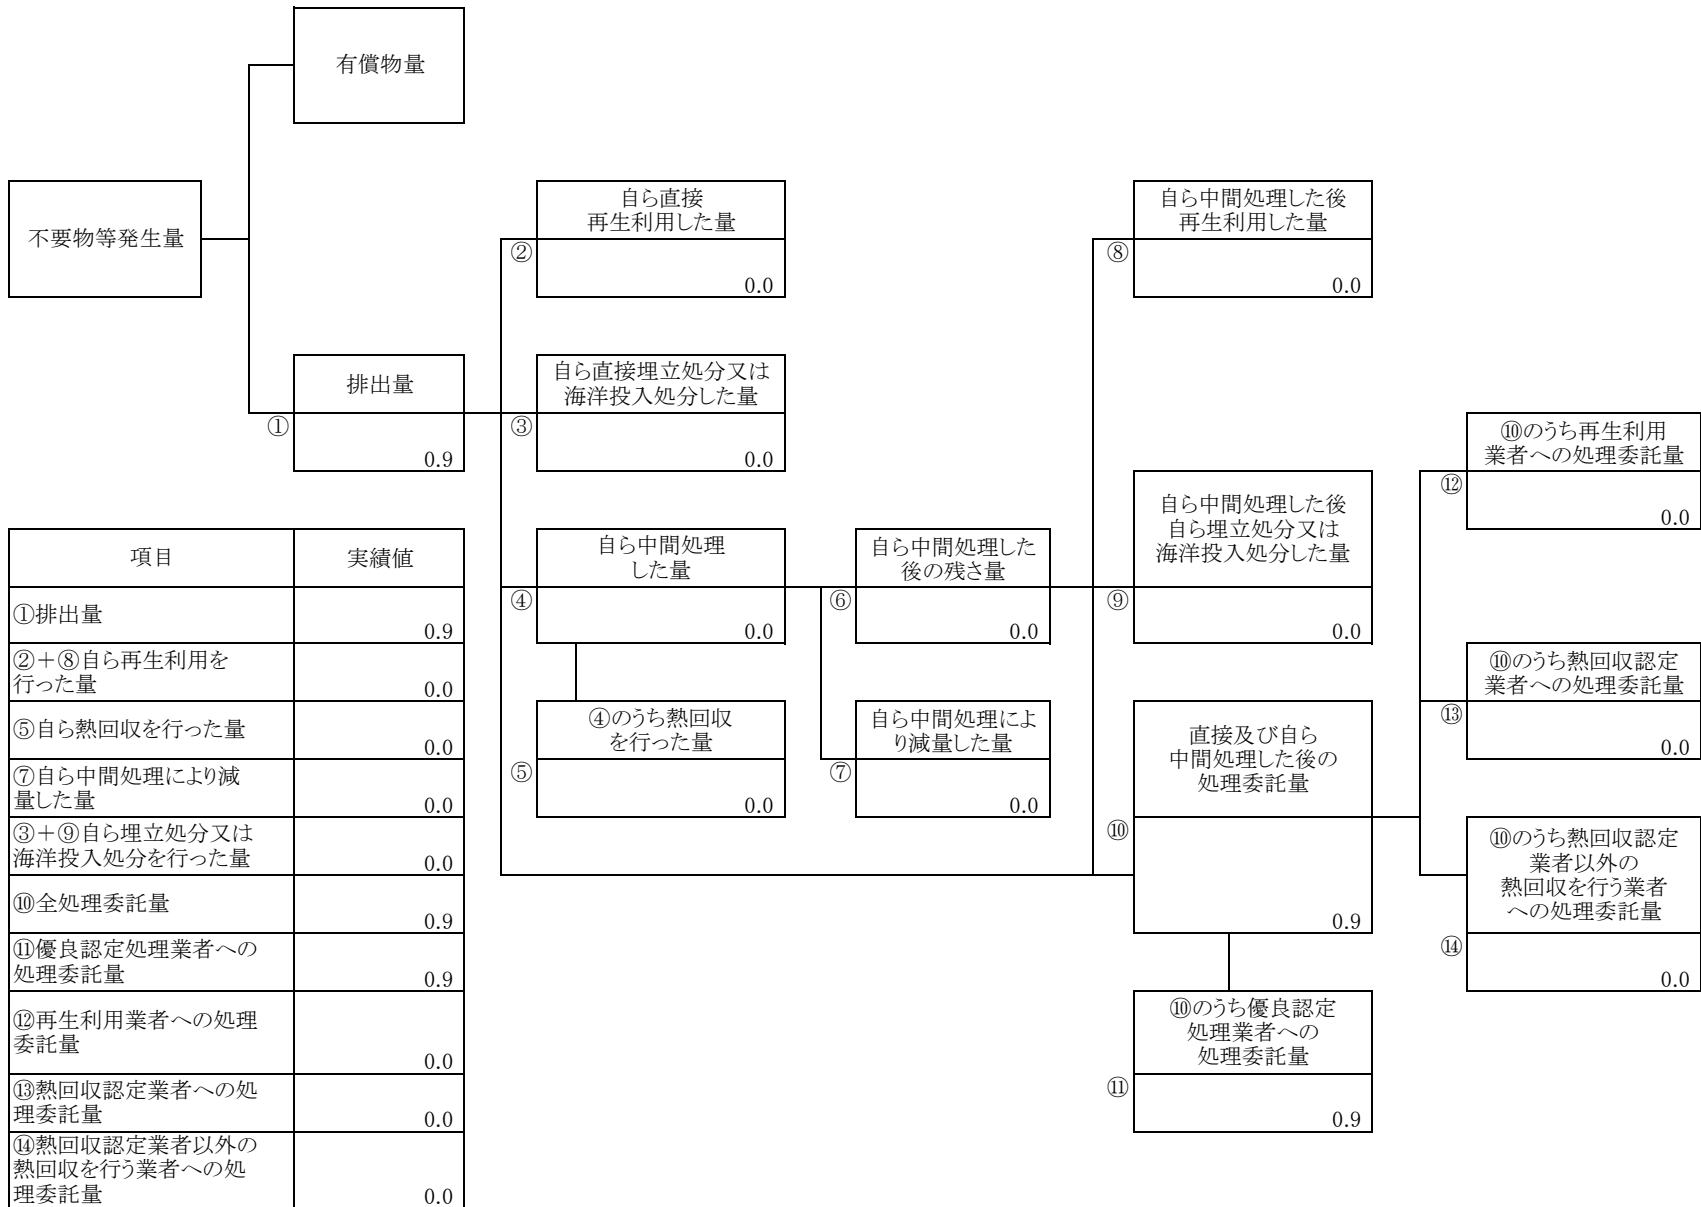 有償物量
不要物等発生量
自ら直接
再生利用した量
②
0.0
自ら中間処理した後
再生利用した量
⑧
0.0
排出量
①
0.9
自ら直接埋立処分又は
海洋投入処分した量
③
0.0
⑩のうち再生利用
業者への処理委託量
⑫
0.0
自ら中間処理
した量
④
0.0
自ら中間処理した
後の残さ量
⑥
0.0
自ら中間処理した後
自ら埋立処分又は
海洋投入処分した量
⑨
0.0
⑩のうち熱回収認定
業者への処理委託量
⑬
0.0
④のうち熱回収
を行った量
⑤
0.0
自ら中間処理によ
り減量した量
⑦
0.0
直接及び自ら
中間処理した後の
処理委託量
⑩
0.9
⑩のうち熱回収認定
業者以外の
熱回収を行う業者
への処理委託量
⑭
0.0
⑩のうち優良認定
処理業者への
処理委託量
⑪
0.9
項目 実績値
①排出量
0.9
②+⑧自ら再生利用を
行った量 0.0
⑤自ら熱回収を行った量
0.0
⑦自ら中間処理により減
量した量 0.0
③+⑨自ら埋立処分又は
海洋投入処分を行った量 0.0
⑩全処理委託量
0.9
⑪優良認定処理業者への
処理委託量 0.9
⑫再生利用業者への処理
委託量
0.0
⑬熱回収認定業者への処
理委託量 0.0
⑭熱回収認定業者以外の
熱回収を行う業者への処
理委託量 0.0